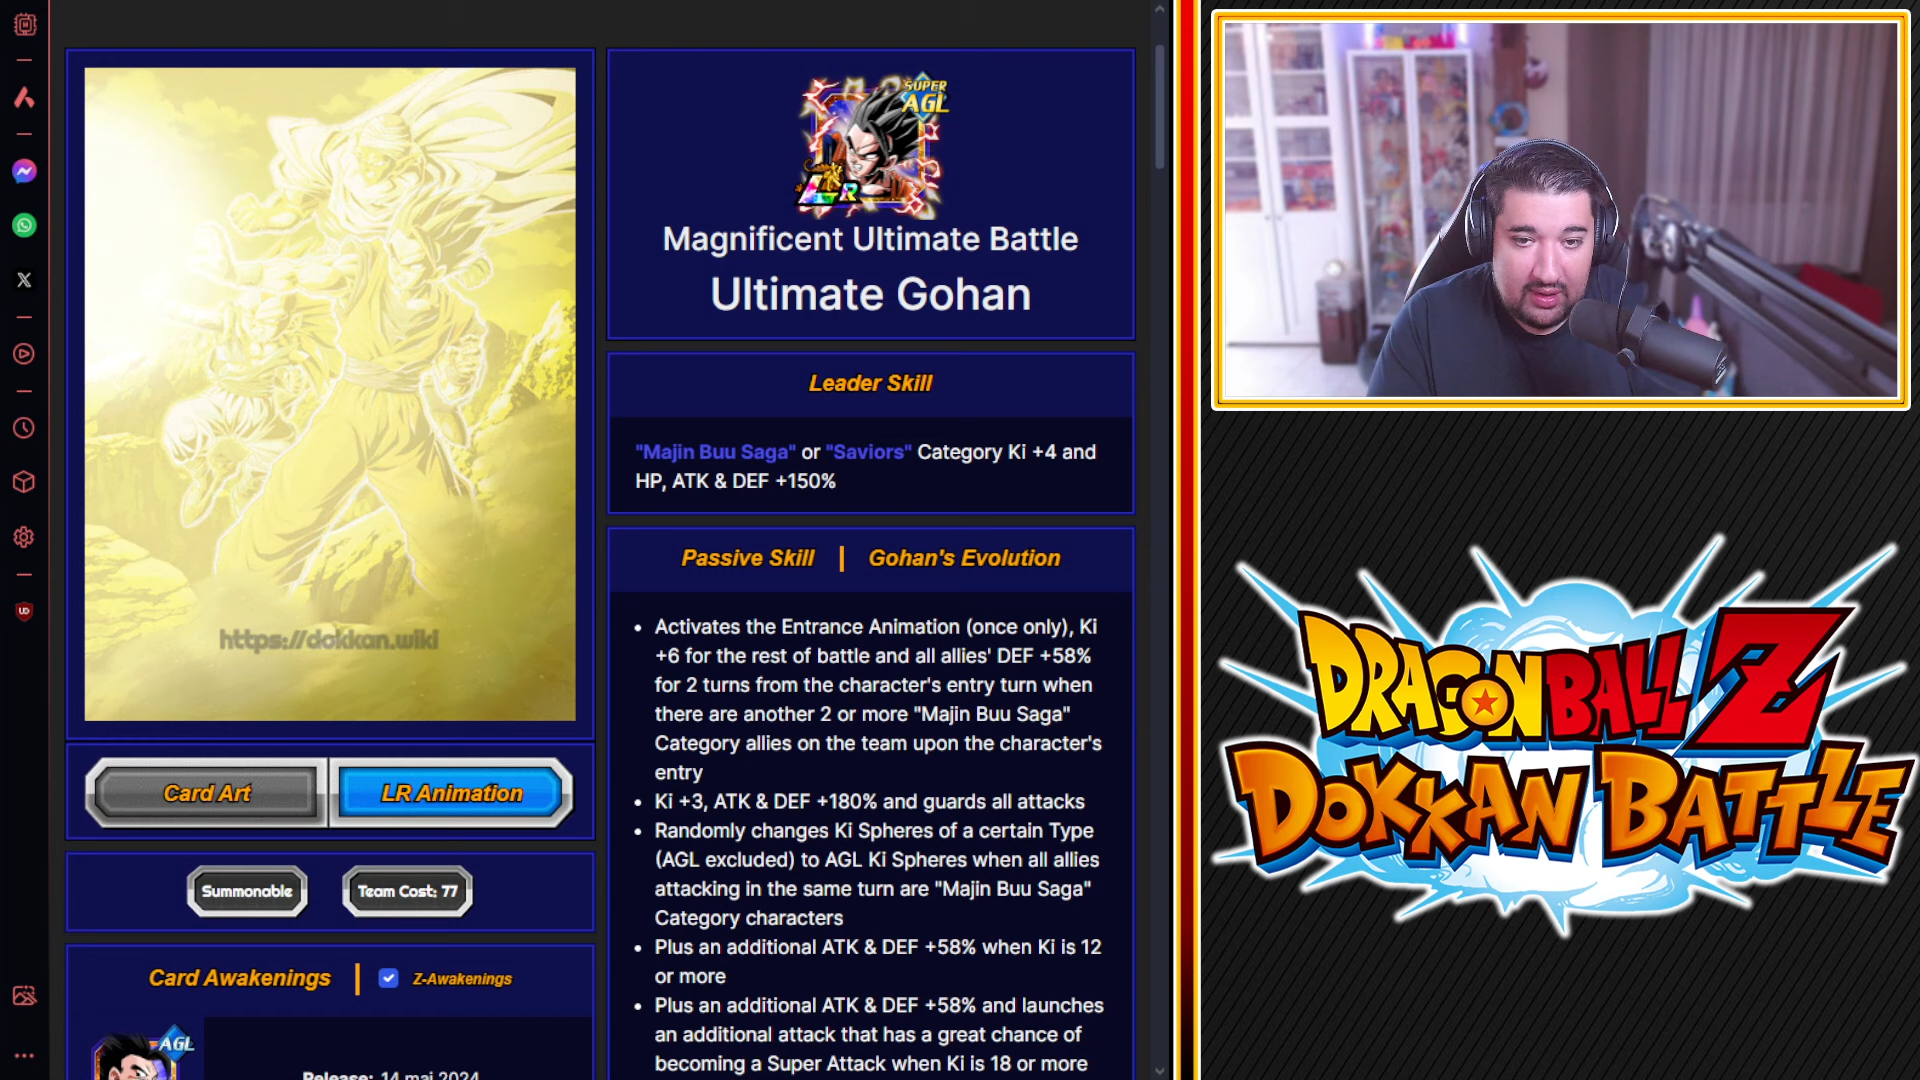 https://dokkan.wiki
Card Art
LR Animation
Summonable
Team Cost: 77
Card Awakenings
Z-Awakenings
AGL
Release: 14 mai 2024
SUPER
AGL
LR
Magnificent Ultimate Battle
Ultimate Gohan
Leader Skill
"Majin Buu Saga" or "Saviors" Category Ki +4 and
HP, ATK & DEF +150%
Passive Skill | Gohan's Evolution
• Activates the Entrance Animation (once only), Ki
+6 for the rest of battle and all allies' DEF +58%
for 2 turns from the character's entry turn when
there are another 2 or more "Majin Buu Saga"
Category allies on the team upon the character's
entry
• Ki +3, ATK & DEF +180% and guards all attacks
• Randomly changes Ki Spheres of a certain Type
(AGL excluded) to AGL Ki Spheres when all allies
attacking in the same turn are "Majin Buu Saga"
Category characters
• Plus an additional ATK & DEF +58% when Ki is 12
or more
• Plus an additional ATK & DEF +58% and launches
an additional attack that has a great chance of
becoming a Super Attack when Ki is 18 or more
DRAGON BALL Z
DOKKAN BATTLE
UD